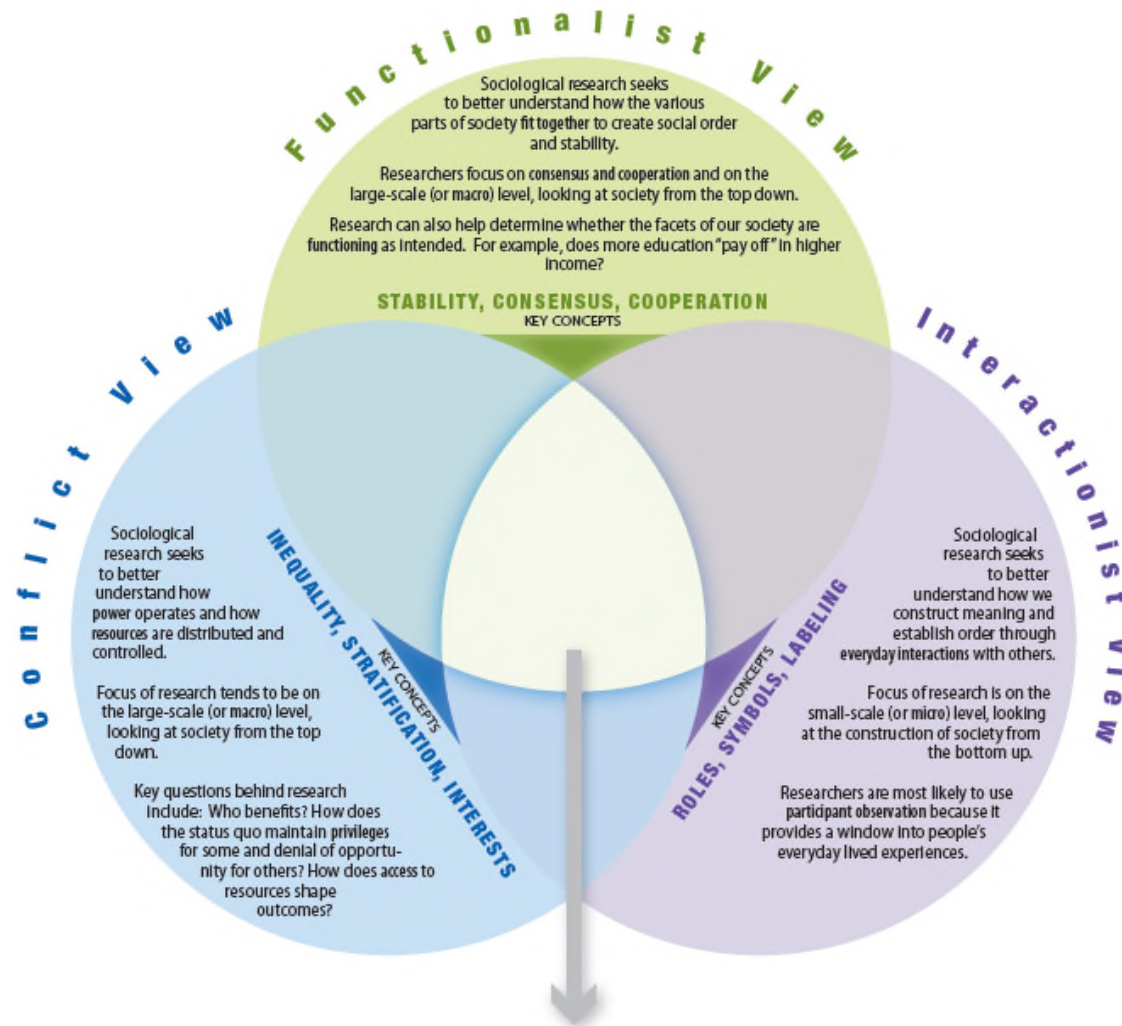 Functionalist View
Sociological research seeks
to better understand how the various
parts of society fit together to create social order
and stability.
Researchers focus on consensus and cooperation and on the
large-scale (or macro) level, looking at society from the top down.
Research can also help determine whether the facets of our society are
functioning as intended. For example, does more education "pay off" in higher
income?
STABILITY, CONSENSUS, COOPERATION
KEY CONCEPTS
Conflict View
Sociological
research seeks
to better
understand how
power operates and how
resources are distributed and
controlled.
Focus of research tends to be on
the large-scale (or macro) level,
looking at society from the top
down.
Key questions behind research
include: Who benefits? How does
the status quo maintain privileges
for some and denial of opportu-
nity for others? How does access to
resources shape
outcomes?
INEQUALITY, STRATIFICATION, INTERESTS
KEY CONCEPTS
Interactionist View
Sociological
research seeks
to better
understand how we
construct meaning and
establish order through
everyday interactions with others.
Focus of research is on the
small-scale (or micro) level, looking
at the construction of society from
the bottom up.
Researchers are most likely to use
participant observation because it
provides a window into people's
everyday lived experiences.
KEY CONCEPTS
ROLES, SYMBOLS, LABELING